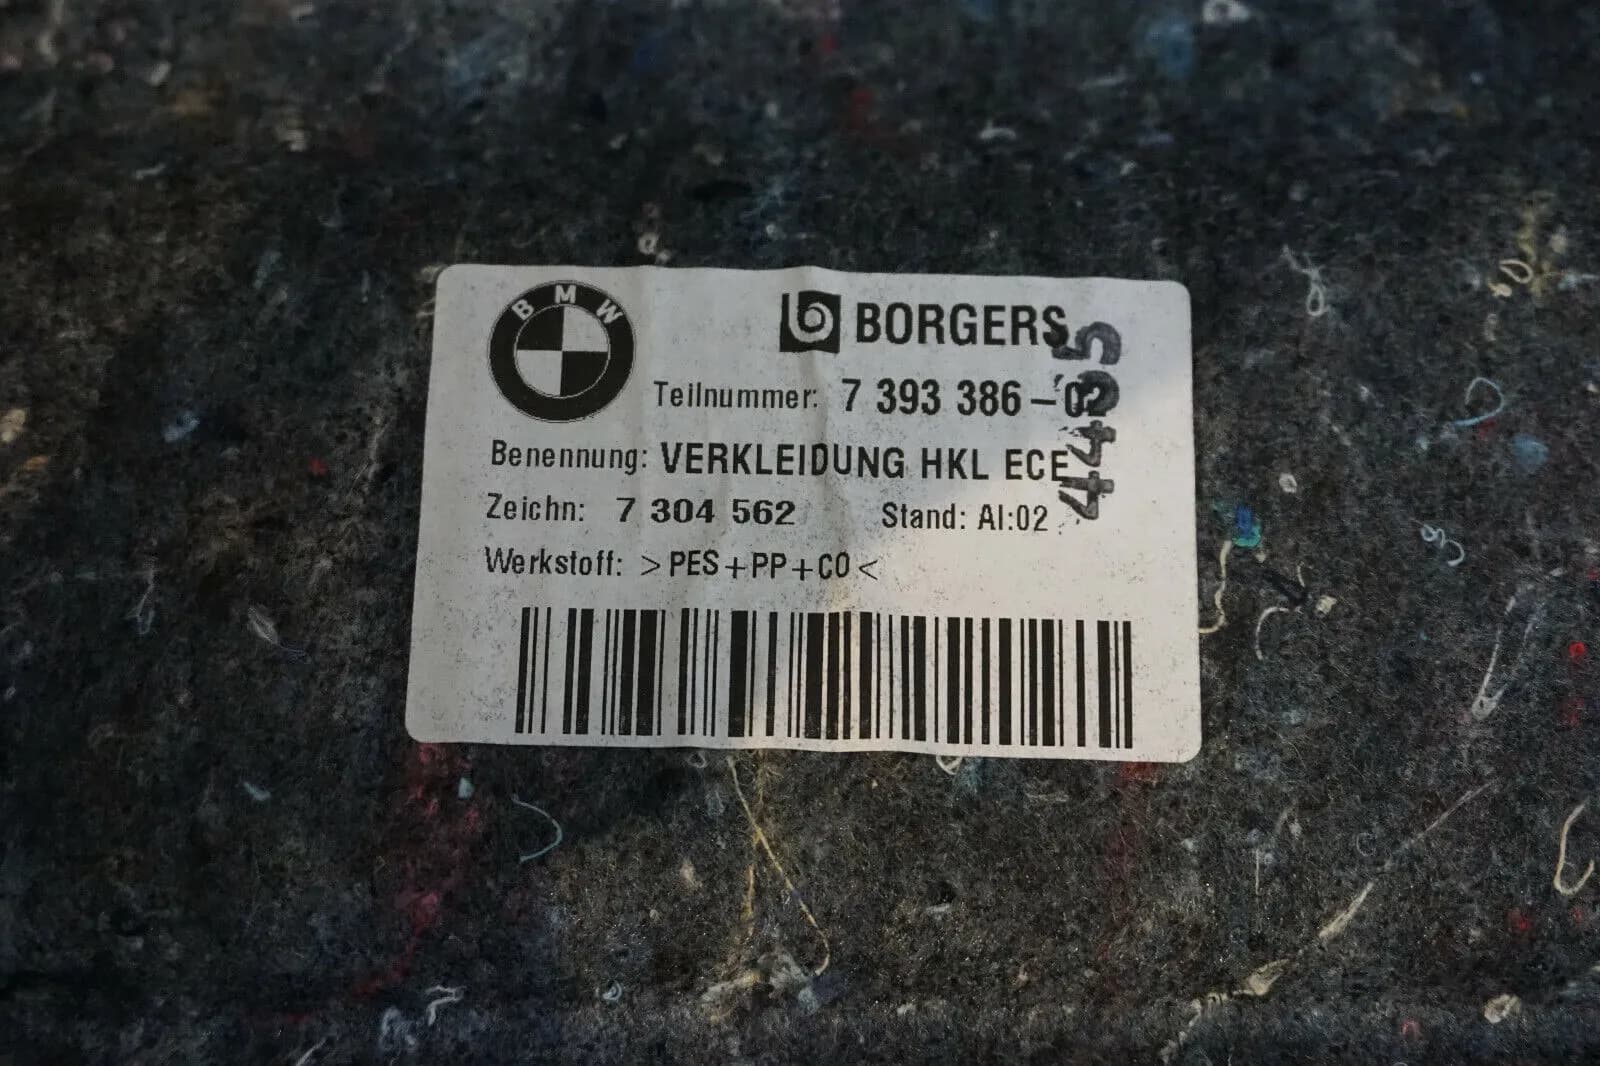 BMW
BORGERS
Teilnummer: 7 393 386-02
Benennung: VERKLEIDUNG HKL ECE
Zeichn: 7 304 562 Stand: AI:02
Werkstoff: >PES+PP+CO<